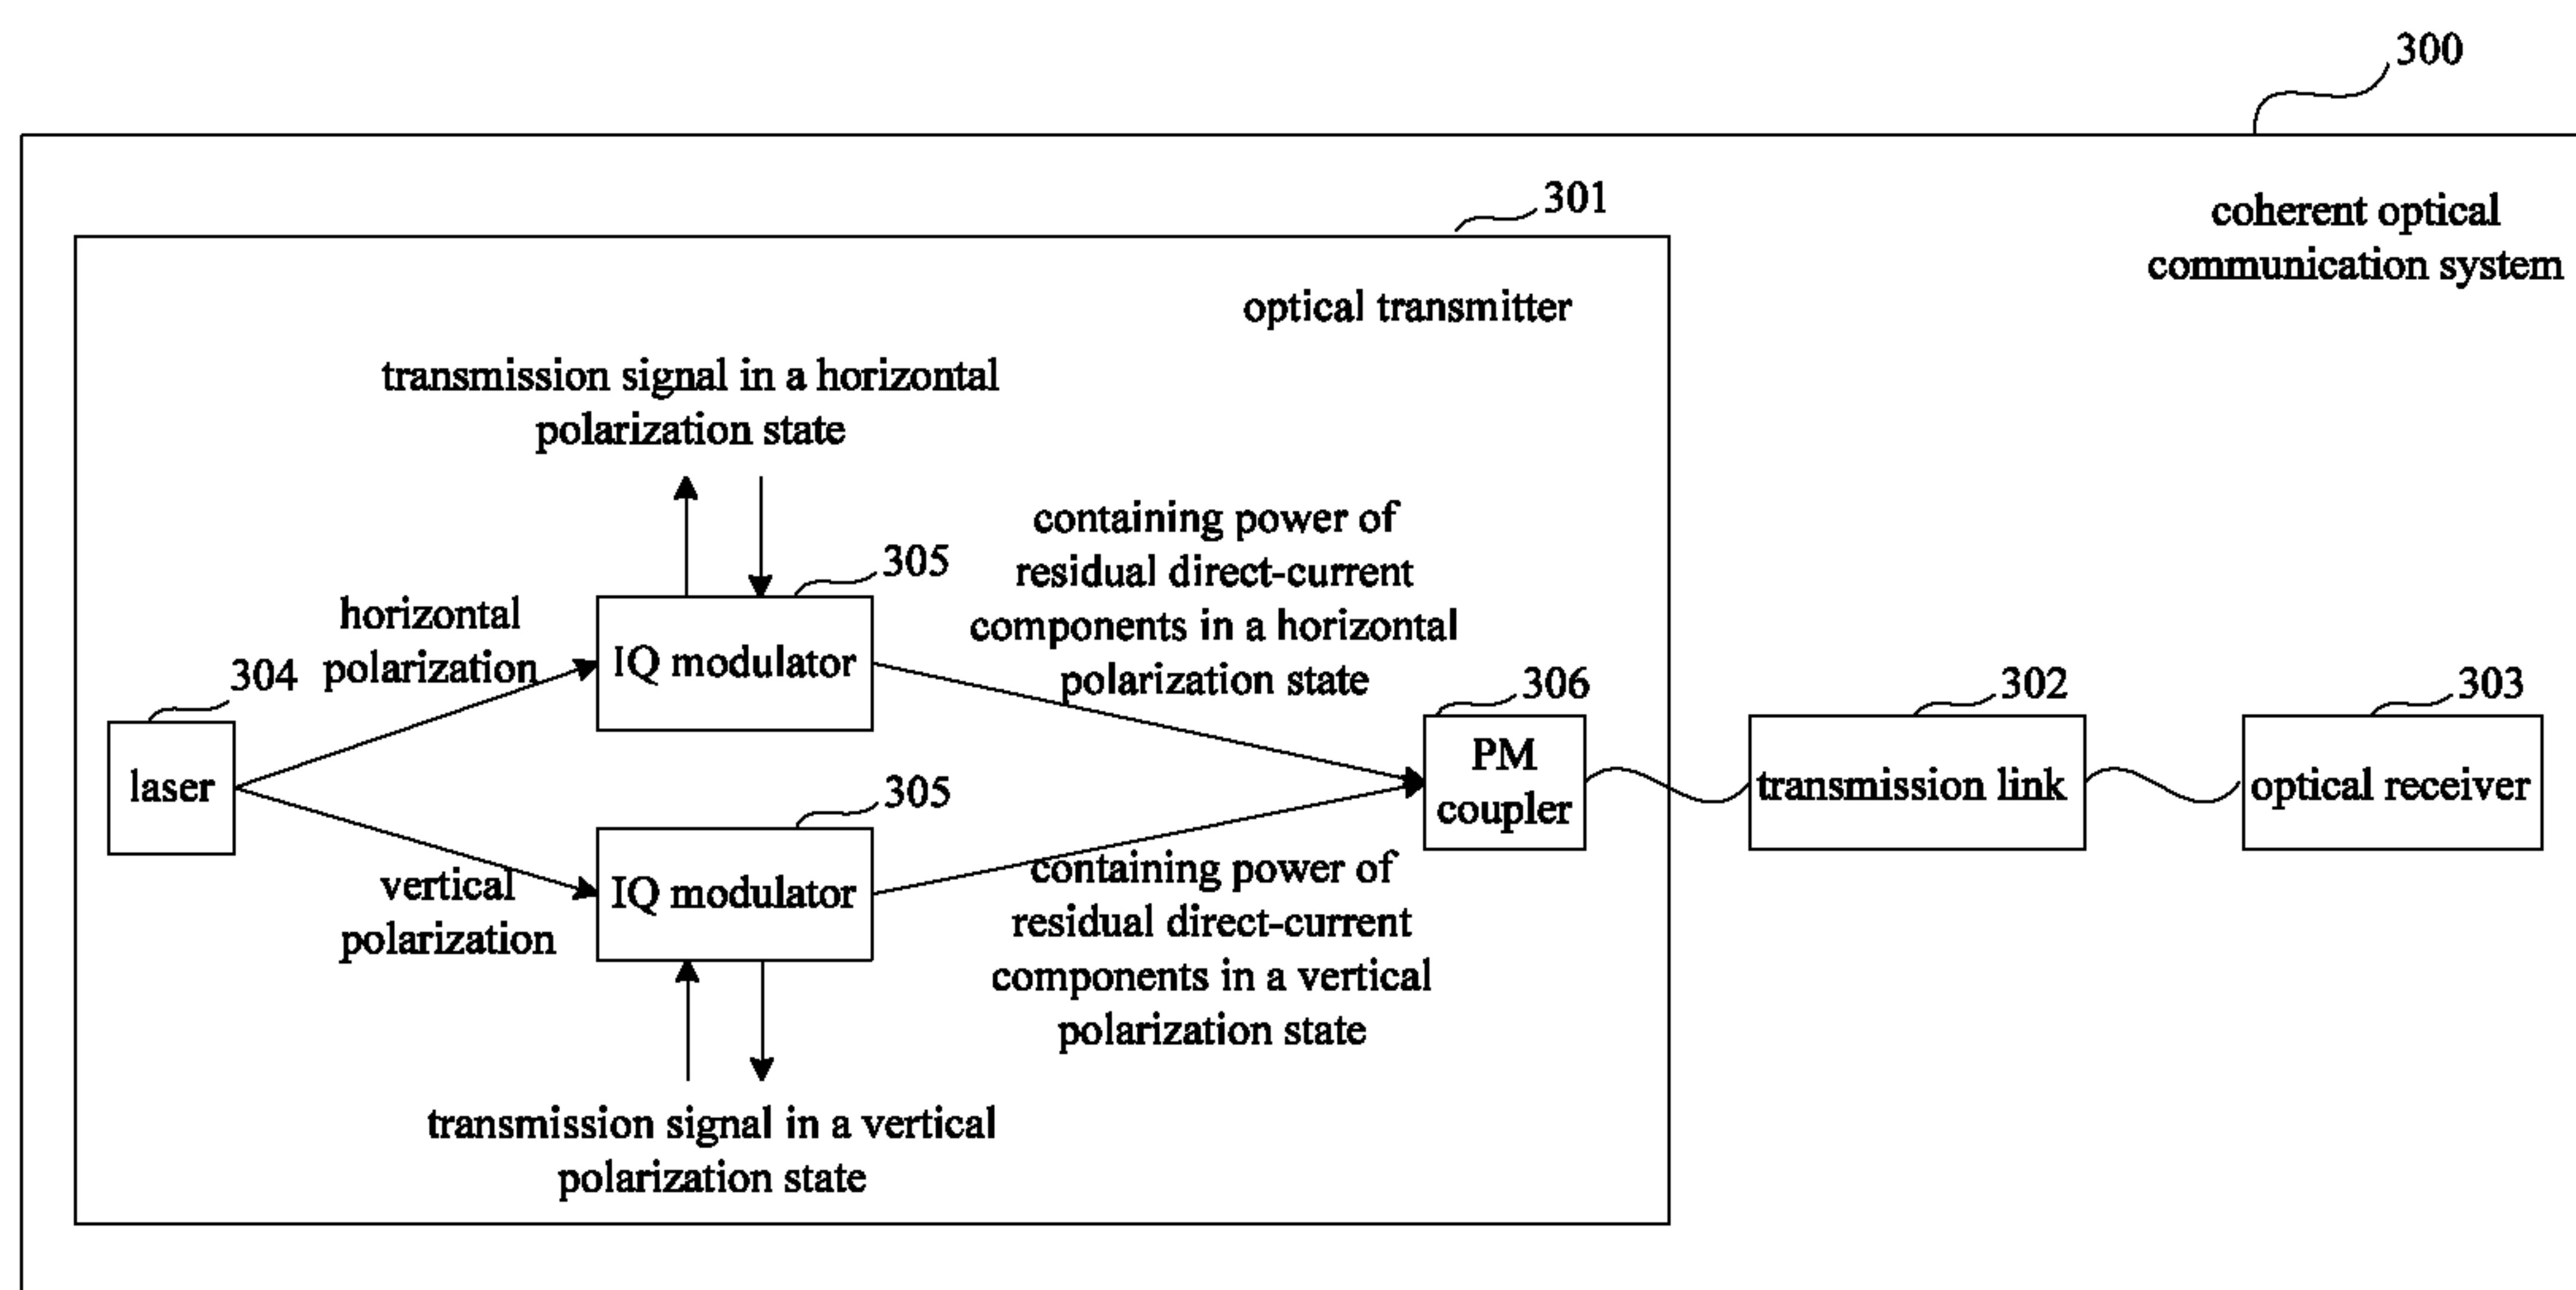 300
coherent optical
communication system
301
optical transmitter
transmission signal in a horizontal
polarization state
containing power of
residual direct-current
components in a horizontal
polarization state
305
horizontal
polarization
IQ modulator
304
laser
306
PM
coupler
302
transmission link
303
optical receiver
305
IQ modulator
vertical
polarization
containing power of
residual direct-current
components in a vertical
polarization state
transmission signal in a vertical
polarization state